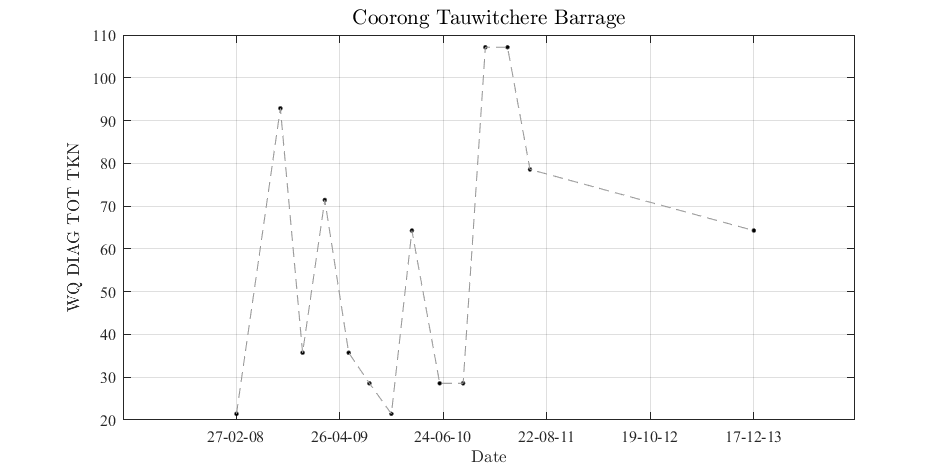 Coorong Tauwitchere Barrage
WQ DIAG TOT TKN
110
100
90
80
70
60
50
40
30
20
27-02-08 26-04-09 24-06-10 22-08-11 19-10-12 17-12-13
Date